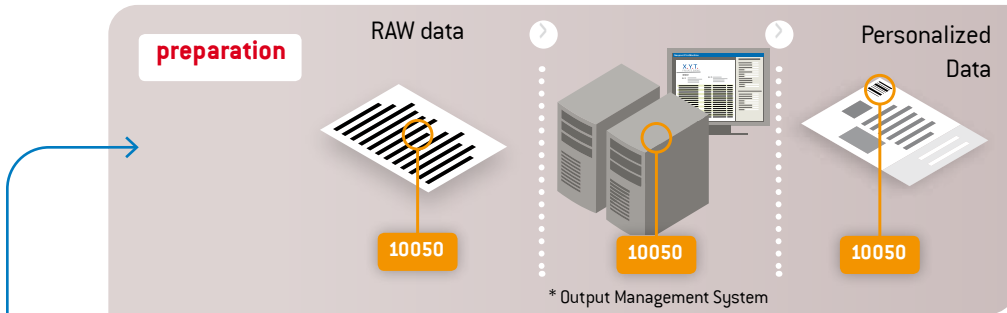 preparation
RAW data
Personalized
Data
X.Y.T.
10050
10050
10050
* Output Management System